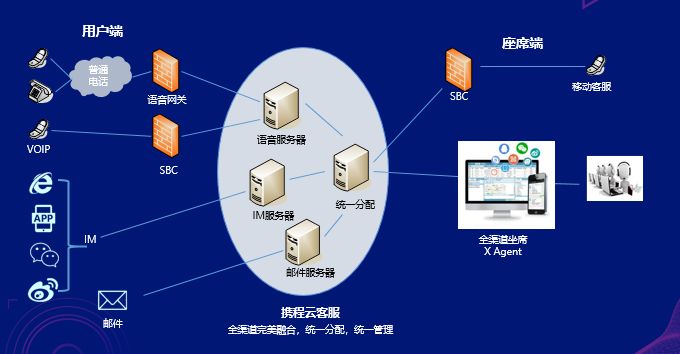 用户端
座席端
普通
电话
语音网关
SBC
移动客服
语音服务器
VOIP
SBC
APP
IM服务器
统一分配
IM
全渠道坐席
X Agent
邮件服务器
邮件
携程云客服
全渠道完美融合，统一分配，统一管理